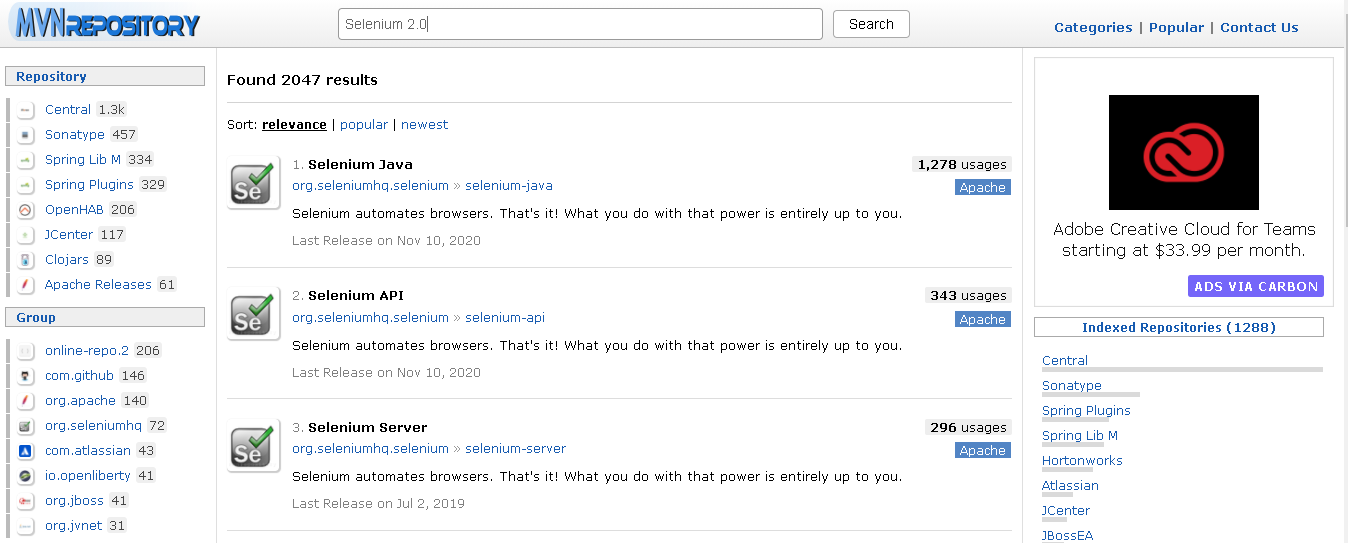 MVNREPOSITORY
Selenium 2.0
Search
Categories | Popular | Contact Us
Repository
Central 1.3k
Sonatype 457
Spring Lib M 334
Spring Plugins 329
OpenHAB 206
JCenter 117
Clojars 89
Apache Releases 61
Group
online-repo.2 206
com.github 146
org.apache 140
org.seleniumhq 72
com.atlassian 43
io.openliberty 41
org.jboss 41
org.jvnet 31
Found 2047 results
Sort: relevance | popular | newest
Se
1. Selenium Java
1,278 usages
org.seleniumhq.selenium » selenium-java
Apache
Selenium automates browsers. That's it! What you do with that power is entirely up to you.
Last Release on Nov 10, 2020
Se
2. Selenium API
343 usages
org.seleniumhq.selenium » selenium-api
Apache
Selenium automates browsers. That's it! What you do with that power is entirely up to you.
Last Release on Nov 10, 2020
Se
3. Selenium Server
296 usages
org.seleniumhq.selenium » selenium-server
Apache
Selenium automates browsers. That's it! What you do with that power is entirely up to you.
Last Release on Jul 2, 2019
Adobe Creative Cloud for Teams
starting at $33.99 per month.
ADS VIA CARBON
Indexed Repositories (1288)
Central
Sonatype
Spring Plugins
Spring Lib M
Hortonworks
Atlassian
JCenter
JBossEA